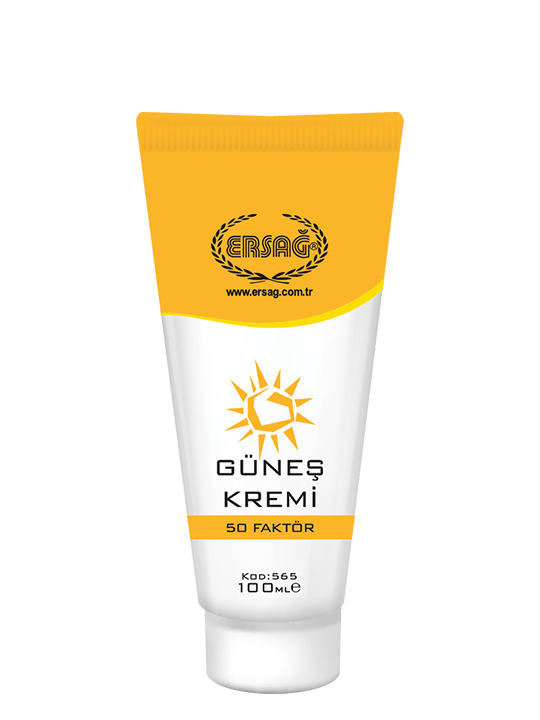 ERSAĞ®
www.ersag.com.tr
GÜNEŞ
KREMİ
50 FAKTÖR
KOD:565
100ML℮